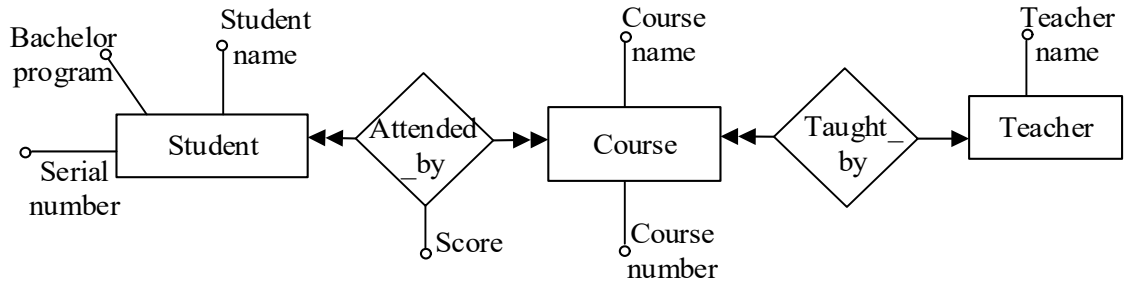 Bachelor
program
Student
name
Course
name
Teacher
name
Student
Attended
_by
Course
Taught_
by
Teacher
Serial
number
Score
Course
number